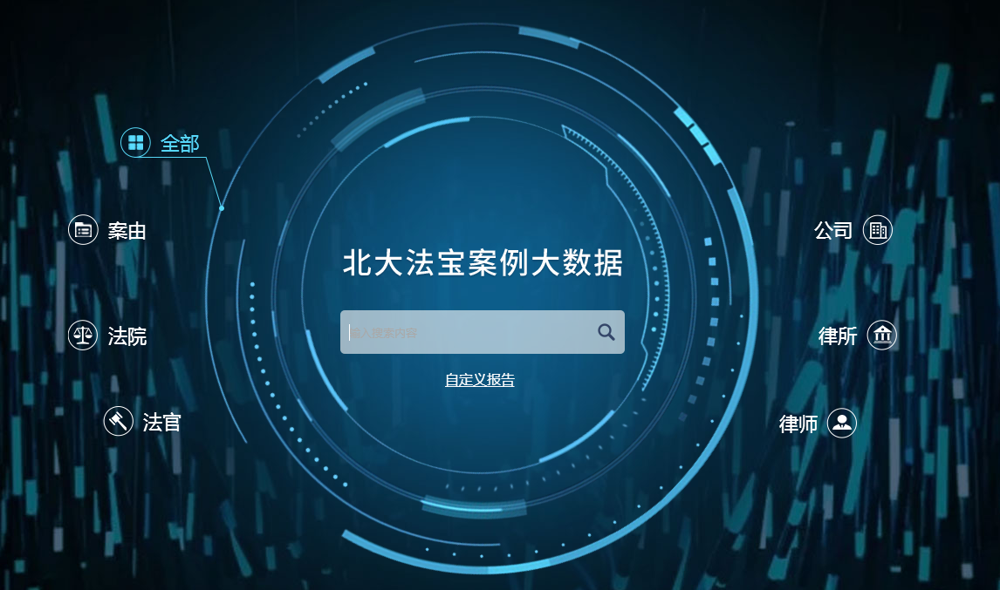 全部
案由
公司
北大法宝案例大数据
输入搜索内容
法院
律所
自定义报告
法官
律师